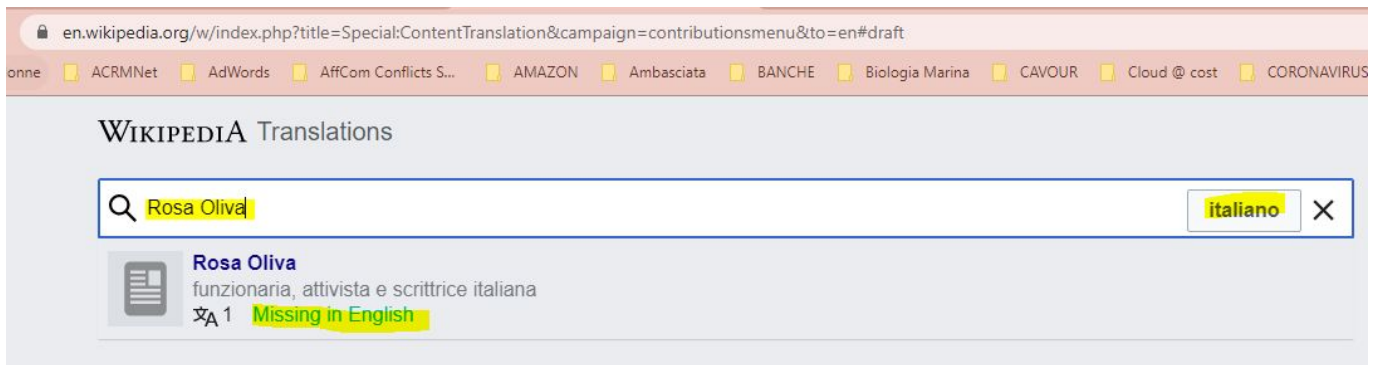 en.wikipedia.org/w/index.php?title=Special:ContentTranslation&campaign=contributionsmenu&to=en#draft
onne ACRMNet AdWords AffCom Conflicts S... AMAZON Ambasciata BANCHE Biologia Marina CAVOUR Cloud @ cost CORONAVIRUS
WIKIPEDIA Translations
Rosa Oliva italiano
Rosa Oliva
funzionaria, attivista e scrittrice italiana
文A 1 Missing in English